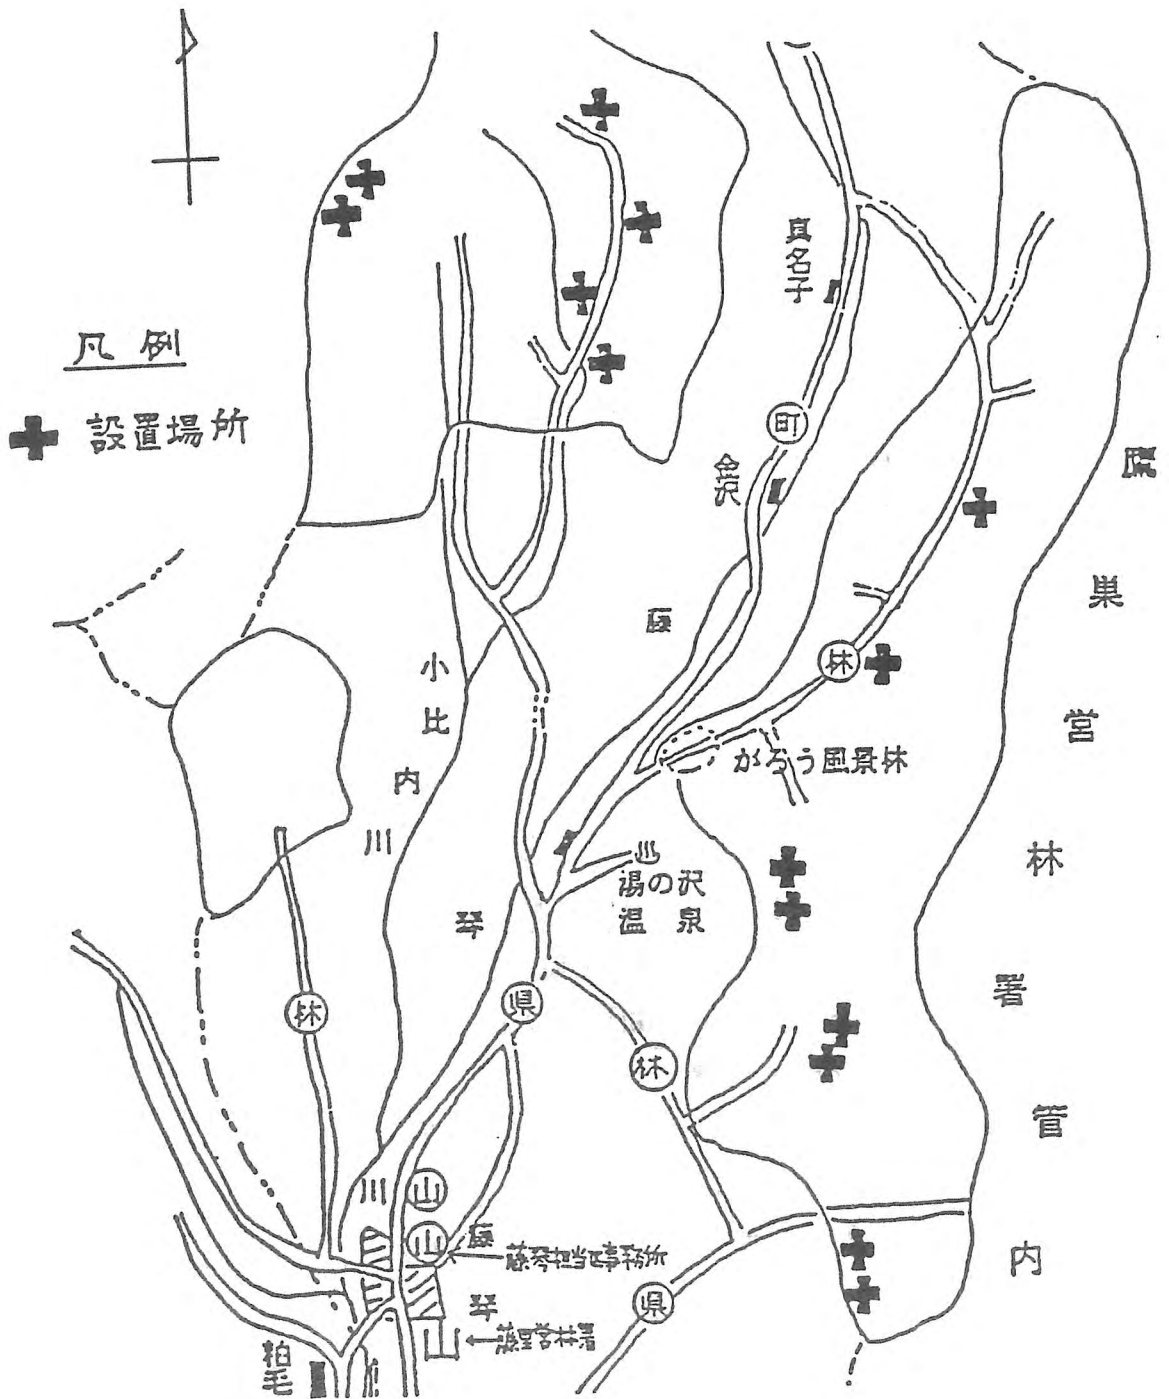 凡例
設置場所
真名子
町
金沢
鷹巣営林署管内
林
藤琴川
小比内川
がろう風景林
湯の沢
温泉
林
県
林
山
山
藤琴担当区事務所
藤琴
県
藤里営林署
粕毛